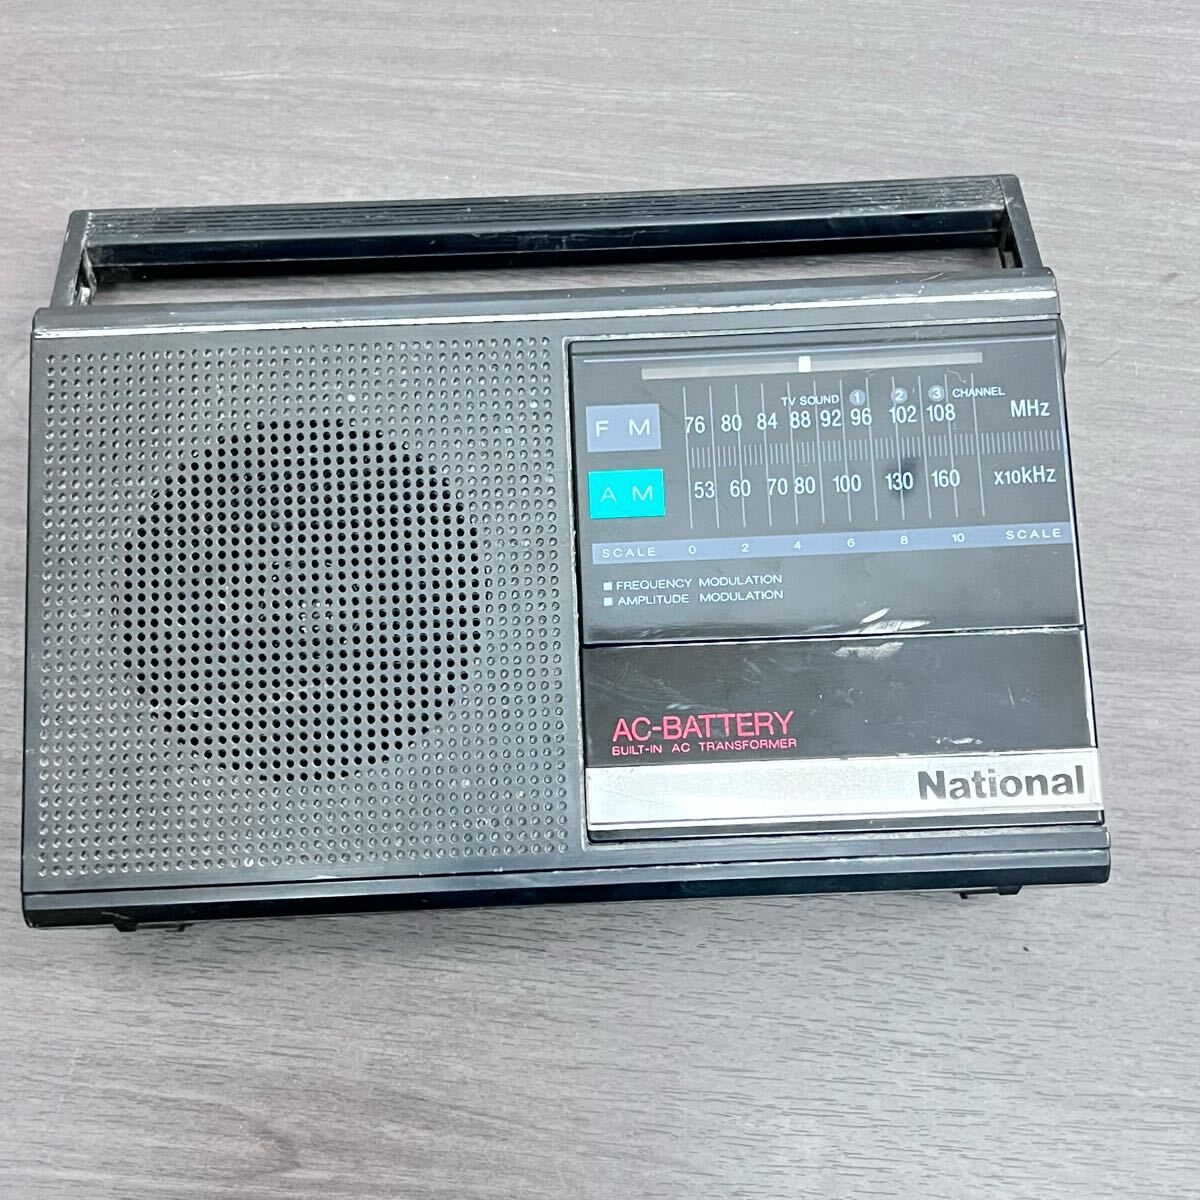 TV SOUND 1 2 3 CHANNEL
FM 76 80 84 88 92 96 102 108 MHz
AM 53 60 70 80 100 130 160 X10kHz
SCALE 0 2 4 6 8 10 SCALE
FREQUENCY MODULATION
AMPLITUDE MODULATION
AC-BATTERY
BUILT-IN AC TRANSFORMER
National